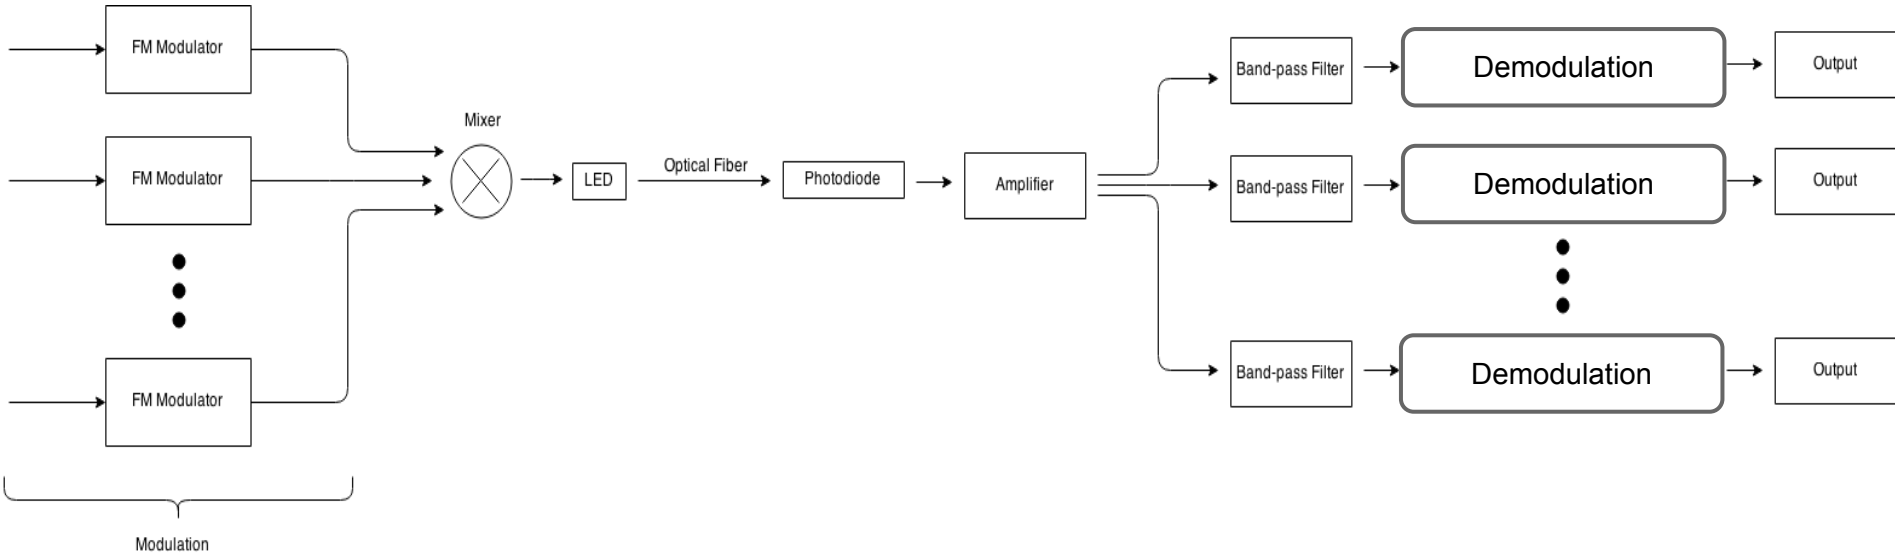 FM Modulator
FM Modulator
FM Modulator
Modulation
Mixer
LED
Optical Fiber
Photodiode
Amplifier
Band-pass Filter
Demodulation
Output
Band-pass Filter
Demodulation
Output
Band-pass Filter
Demodulation
Output